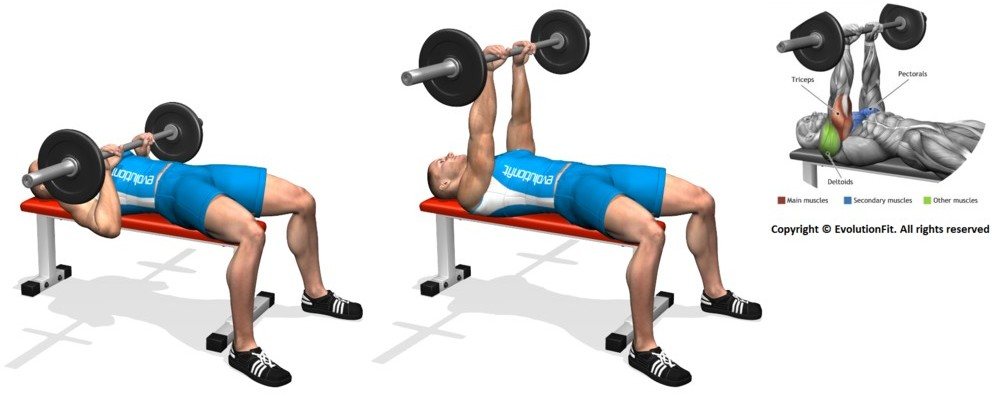 evolutionfit.
evolutionfit.
Triceps
Pectorals
Deltoids
Main muscles
Secondary muscles
Other muscles
Copyright © EvolutionFit. All rights reserved